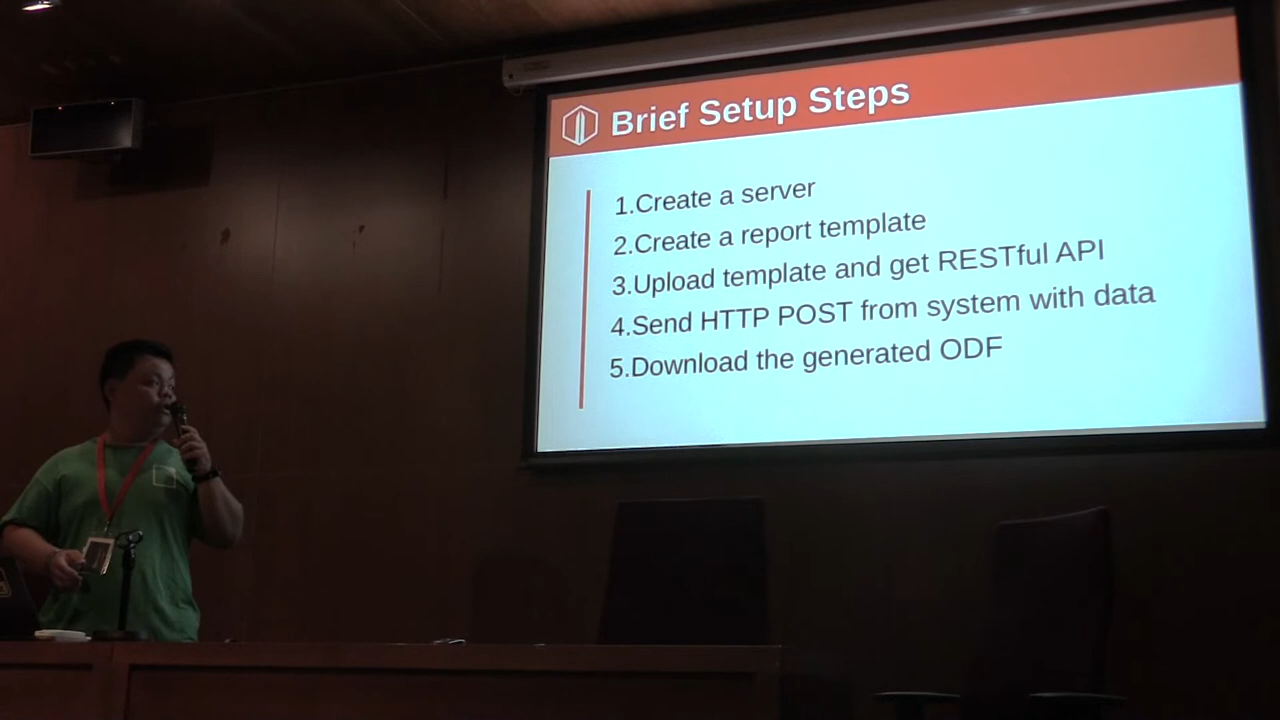 Brief Setup Steps
1.Create a server
2.Create a report template
3.Upload template and get RESTful API
4.Send HTTP POST from system with data
5.Download the generated ODF